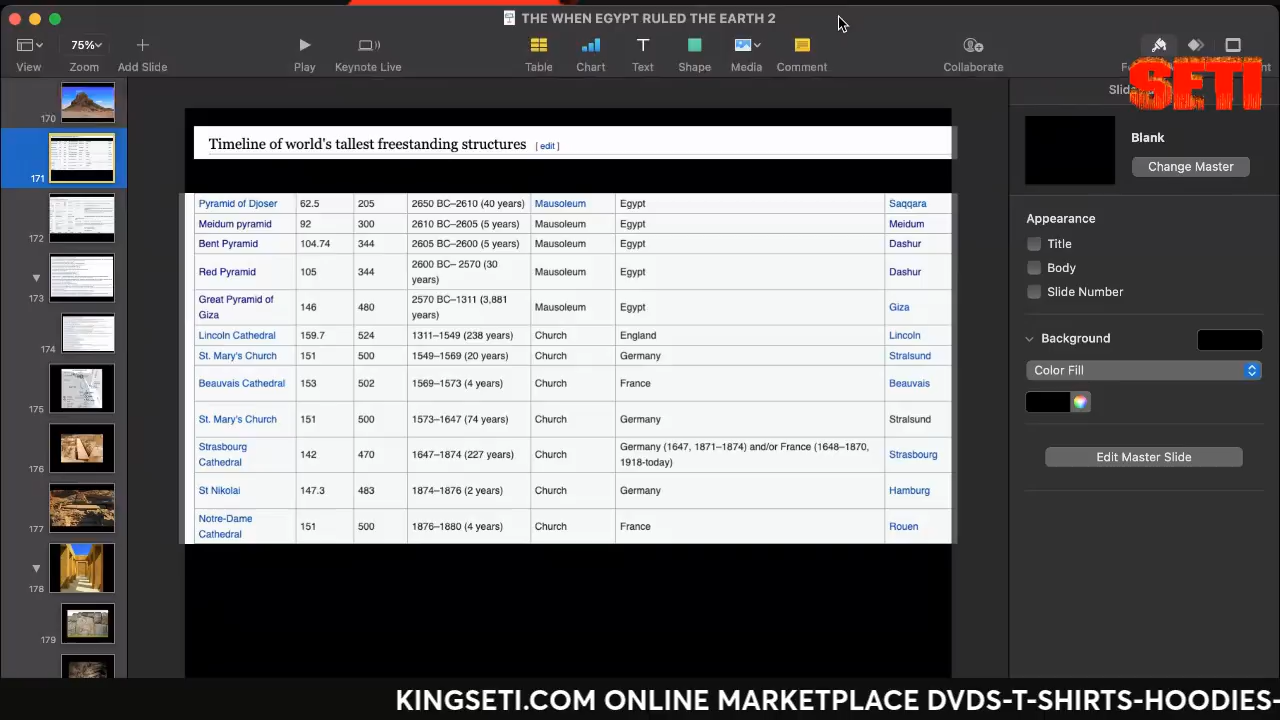 THE WHEN EGYPT RULED THE EARTH 2
75%
View Zoom Add Slide Play Keynote Live Table Chart Text Shape Media Comment Collaborate
SETI
170
171
172
173
174
175
176
177
178
179
Timeline of world's tallest freestanding structures [ edit ]
Pyramid of Djoser 62.5 205 2650 BC–2610 (40 years) Mausoleum Egypt Saqqara
Meidum pyramid 92 300 2610 BC–2605 (5 years) Mausoleum Egypt Meidum
Bent Pyramid 104.74 344 2605 BC–2600 (5 years) Mausoleum Egypt Dashur
Red Pyramid 105 344 2600 BC– 2570 (30 years) Mausoleum Egypt Dashur
Great Pyramid of Giza 146 480 2570 BC–1311 (3,881 years) Mausoleum Egypt Giza
Lincoln Cathedral 159.7 524 1311–1549 (238 years) Church England Lincoln
St. Mary's Church 151 500 1549–1569 (20 years) Church Germany Stralsund
Beauvais Cathedral 153 502 1569–1573 (4 years) Church France Beauvais
St. Mary's Church 151 500 1573–1647 (74 years) Church Germany Stralsund
Strasbourg Cathedral 142 470 1647–1874 (227 years) Church Germany (1647, 1871–1874) and/or France (1648–1870, 1918-today) Strasbourg
St Nikolai 147.3 483 1874–1876 (2 years) Church Germany Hamburg
Notre-Dame Cathedral 151 500 1876–1880 (4 years) Church France Rouen
Blank
Change Master
Appearance
Title
Body
Slide Number
Background
Color Fill
Edit Master Slide
KINGSETI.COM ONLINE MARKETPLACE DVDS-T-SHIRTS-HOODIES-